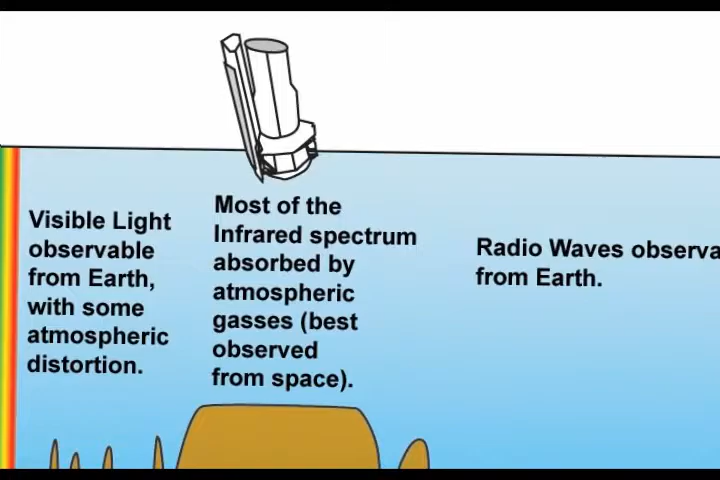 Visible Light
observable
from Earth,
with some
atmospheric
distortion.
Most of the
Infrared spectrum
absorbed by
atmospheric
gasses (best
observed
from space).
Radio Waves observa
from Earth.